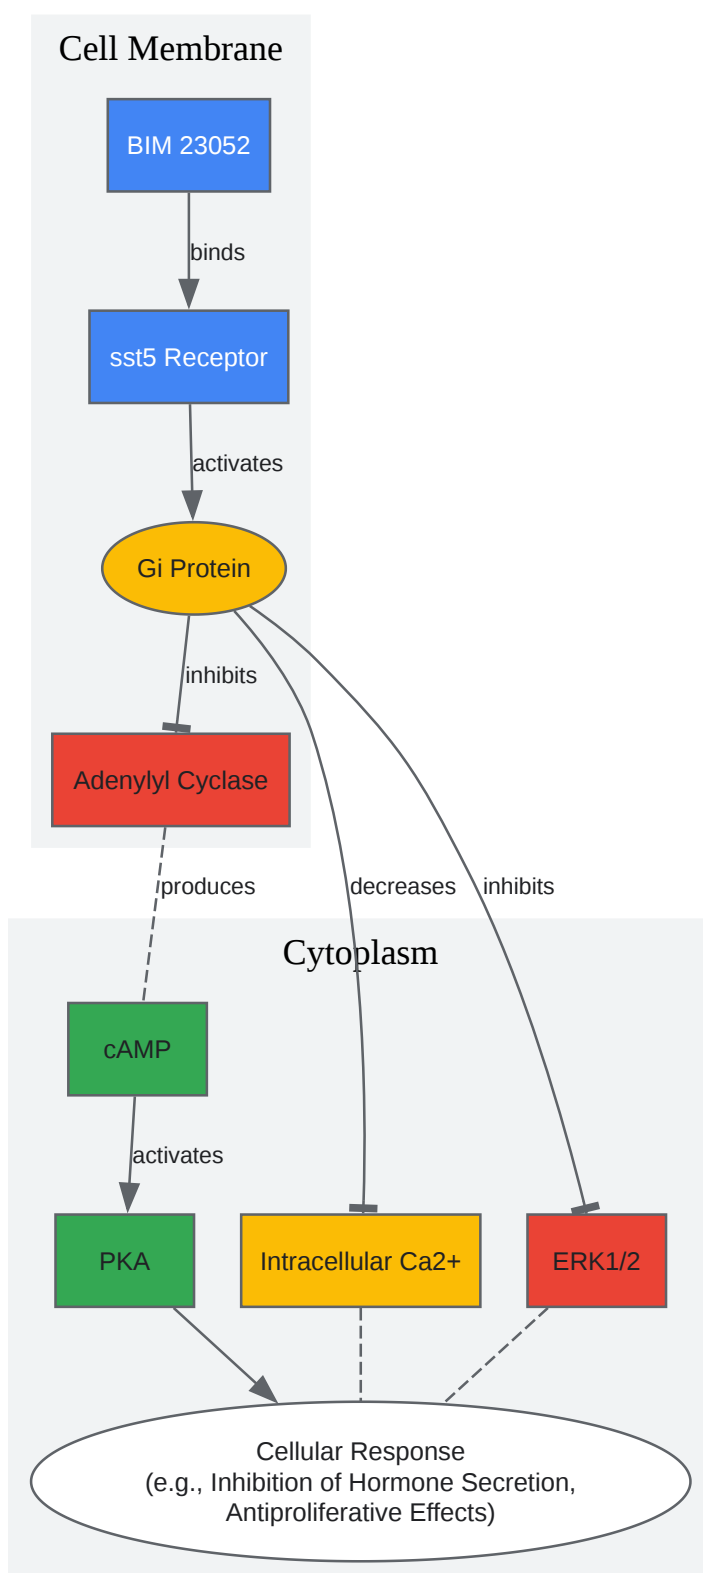 Cell Membrane
BIM 23052
binds
sst5 Receptor
activates
Gi Protein
inhibits
Adenylyl Cyclase
produces
decreases
inhibits
Cytoplasm
cAMP
activates
PKA
Intracellular Ca2+
ERK1/2
Cellular Response
(e.g., Inhibition of Hormone Secretion,
Antiproliferative Effects)